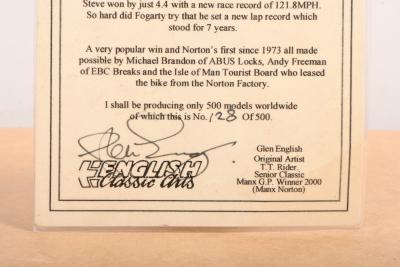 Steve won by just 4.4 with a new race record of 121.8MPH.
So hard did Fogarty try that he set a new lap record which
stood for 7 years.
A very popular win and Norton's first since 1973 all made
possible by Michael Brandon of ABUS Locks, Andy Freeman
of EBC Breaks and the Isle of Man Tourist Board who leased
the bike from the Norton Factory.
I shall be producing only 500 models worldwide
of which this is No. 128 Of 500.
ENGLISH
Classic Arts
Glen English
Original Artist
T.T. Rider.
Senior Classic
Manx G.P. Winner 2000
(Manx Norton)